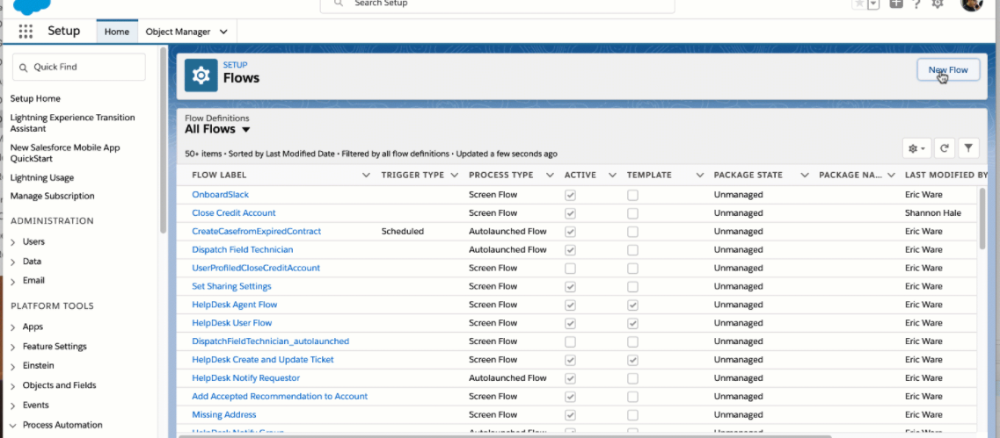 Search Setup
Setup
Home
Object Manager
Quick Find
Setup Home
Lightning Experience Transition
Assistant
New Salesforce Mobile App
QuickStart
Lightning Usage
Manage Subscription
ADMINISTRATION
Users
Data
Email
PLATFORM TOOLS
Apps
Feature Settings
Einstein
Objects and Fields
Events
Process Automation
SETUP
Flows
New Flow
Flow Definitions
All Flows
50+ items • Sorted by Last Modified Date • Filtered by all flow definitions • Updated a few seconds ago
FLOW LABEL TRIGGER TYPE PROCESS TYPE ACTIVE TEMPLATE PACKAGE STATE PACKAGE NA... LAST MODIFIED BY
OnboardSlack Screen Flow Unmanaged Eric Ware
Close Credit Account Screen Flow Unmanaged Shannon Hale
CreateCasefromExpiredContract Scheduled Autolaunched Flow Unmanaged Eric Ware
Dispatch Field Technician Autolaunched Flow Unmanaged Eric Ware
UserProfiledCloseCreditAccount Screen Flow Unmanaged Eric Ware
Set Sharing Settings Screen Flow Unmanaged Eric Ware
HelpDesk Agent Flow Screen Flow Unmanaged Eric Ware
HelpDesk User Flow Screen Flow Unmanaged Eric Ware
DispatchFieldTechnician_autolaunched Screen Flow Unmanaged Eric Ware
HelpDesk Create and Update Ticket Screen Flow Unmanaged Eric Ware
HelpDesk Notify Requestor Autolaunched Flow Unmanaged Eric Ware
Add Accepted Recommendation to Account Screen Flow Unmanaged Eric Ware
Missing Address Screen Flow Unmanaged Eric Ware